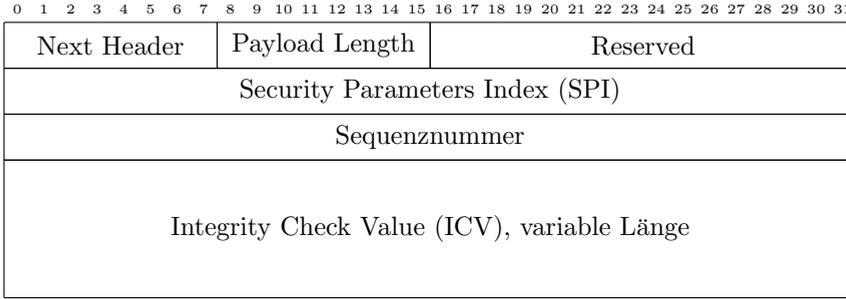 0 1 2 3 4 5 6 7 8 9 10 11 12 13 14 15 16 17 18 19 20 21 22 23 24 25 26 27 28 29 30 31
Next Header Payload Length Reserved
Security Parameters Index (SPI)
Sequenznummer
Integrity Check Value (ICV), variable Länge